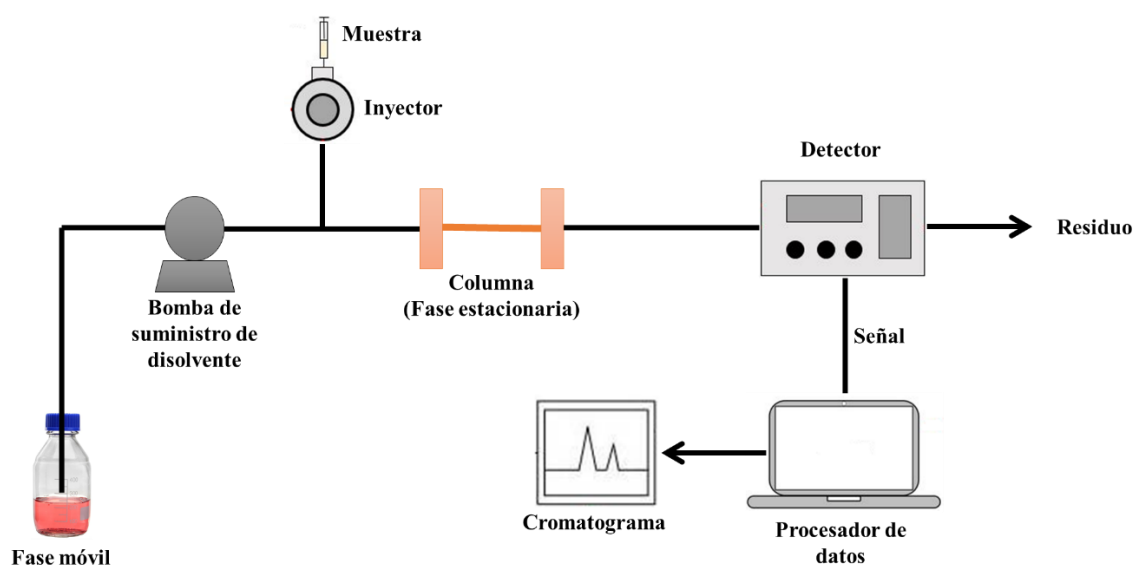 Muestra
Inyector
Detector
Residuo
Columna
(Fase estacionaria)
Bomba de
suministro de
disolvente
Señal
Cromatograma
Procesador de
datos
Fase móvil